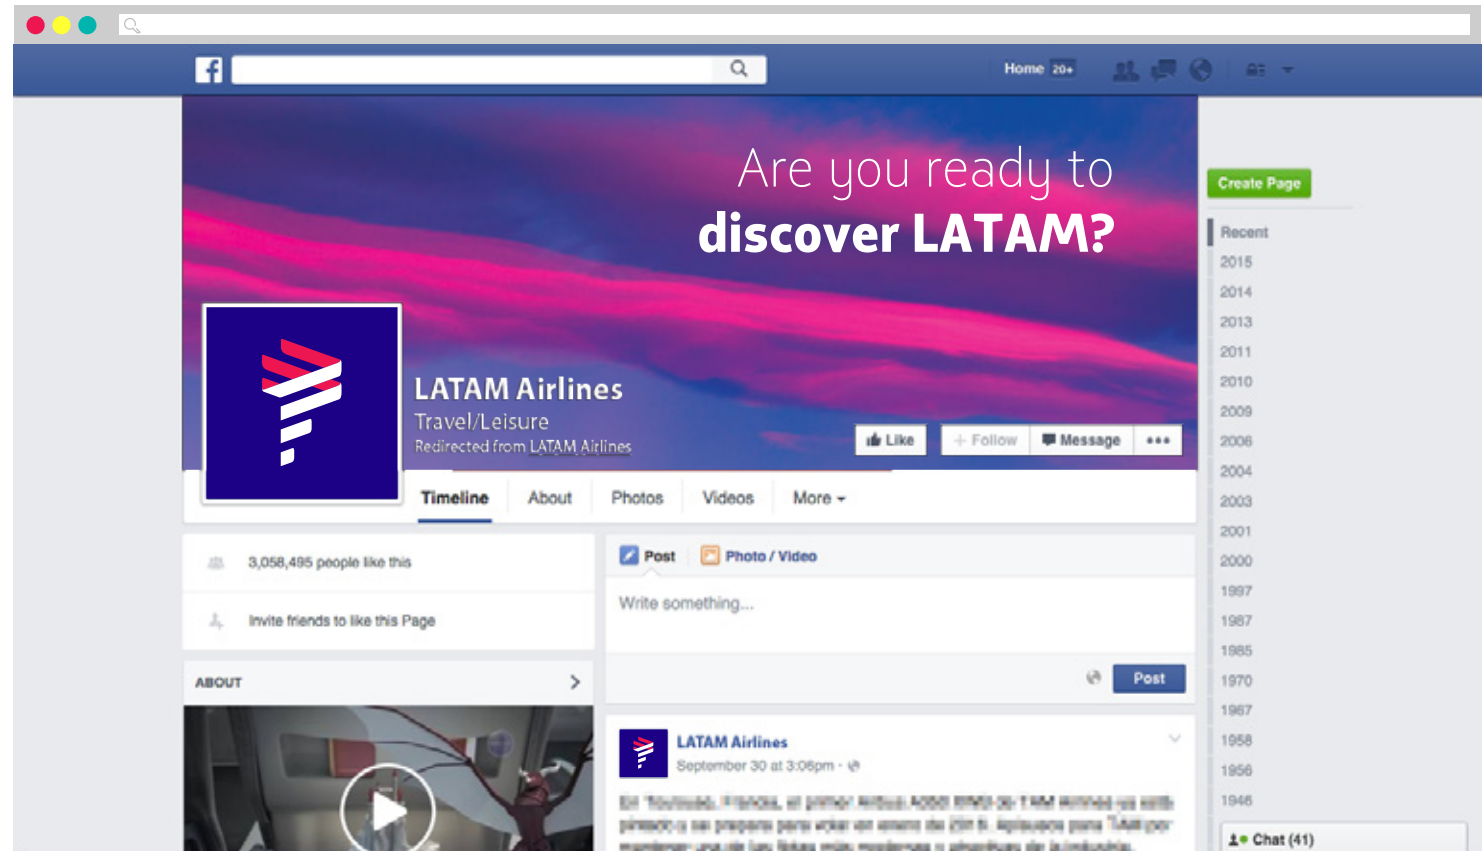 Home 20+
Are you ready to
discover LATAM?
Create Page
Recent
2015
2014
2013
2011
2010
2009
2006
2004
2003
2001
2000
1997
1987
1985
1970
1967
1958
1956
1946
LATAM Airlines
Travel/Leisure
Redirected from LATAM Airlines
Like
+ Follow
Message
•••
Timeline
About
Photos
Videos
More
3,058,495 people like this
Invite friends to like this Page
ABOUT
Post
Photo / Video
Write something...
Post
LATAM Airlines
September 30 at 3:06pm
Chat (41)